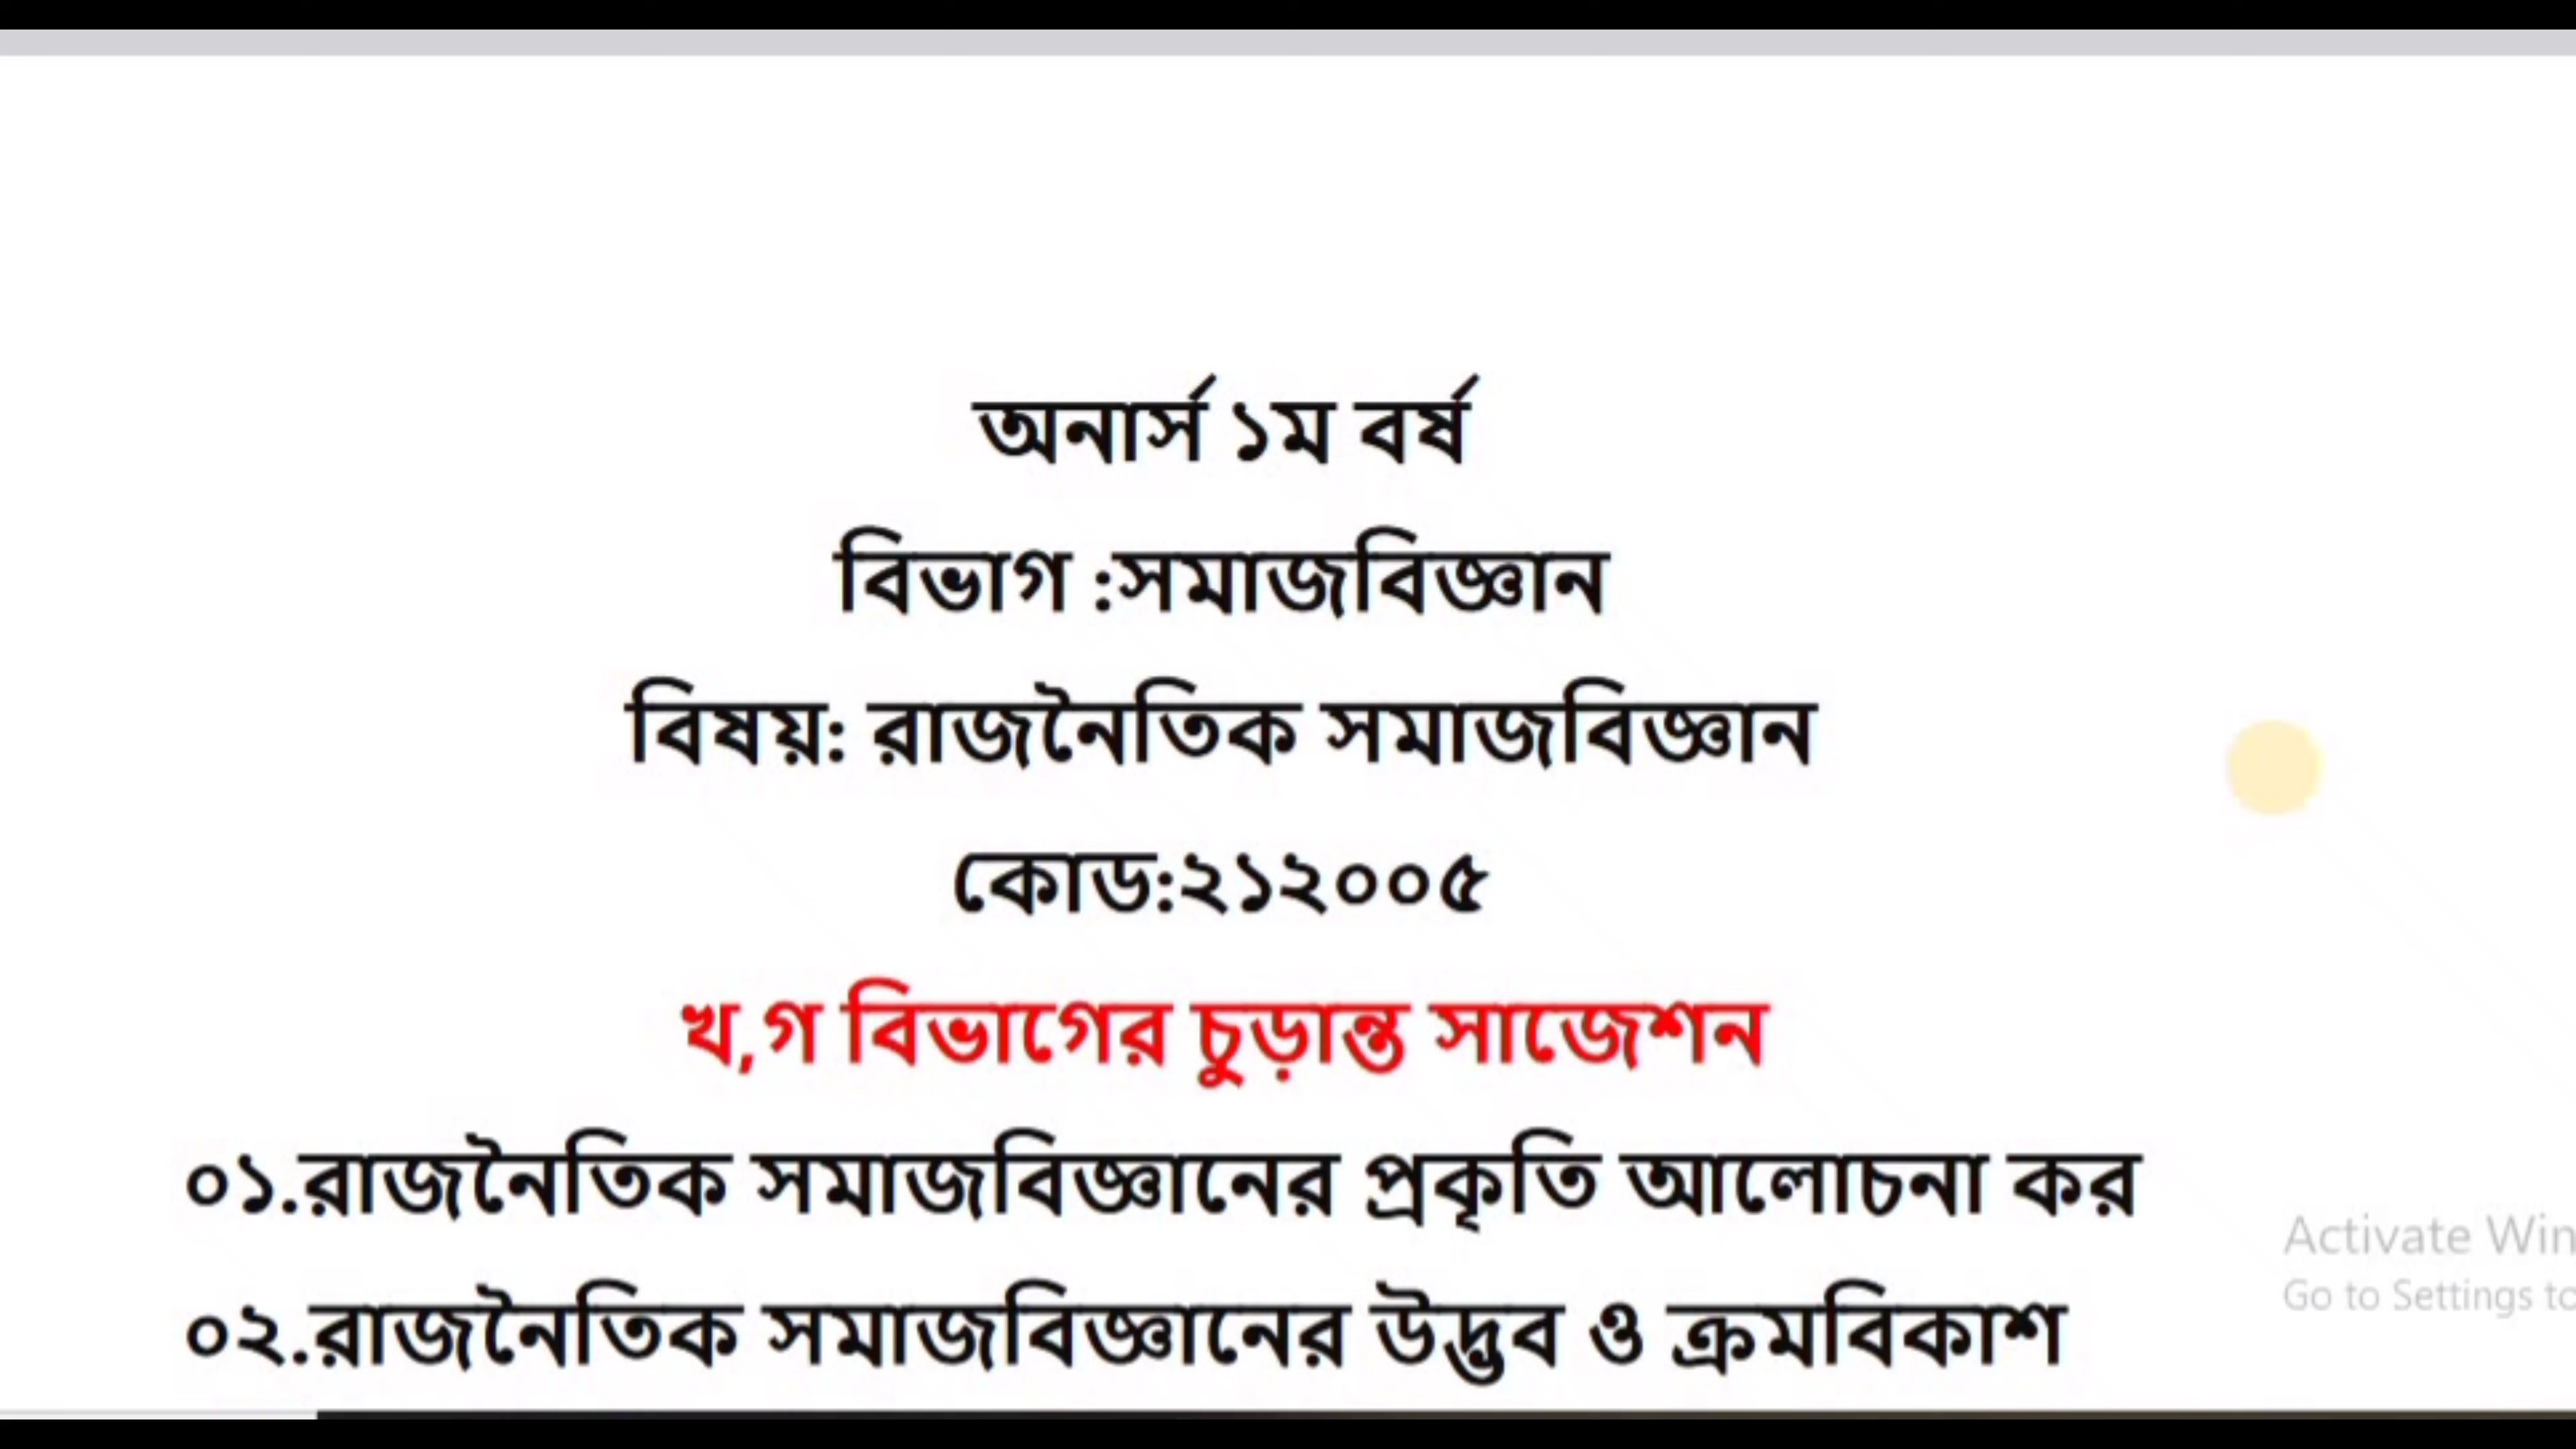 অনার্স ১ম বর্ষ
বিভাগ :সমাজবিজ্ঞান
বিষয়: রাজনৈতিক সমাজবিজ্ঞান
কোড:২১২০০৫
খ,গ বিভাগের চুড়ান্ত সাজেশন
০১.রাজনৈতিক সমাজবিজ্ঞানের প্রকৃতি আলোচনা কর
Activate Win
Go to Settings to
০২.রাজনৈতিক সমাজবিজ্ঞানের উদ্ভব ও ক্রমবিকাশ